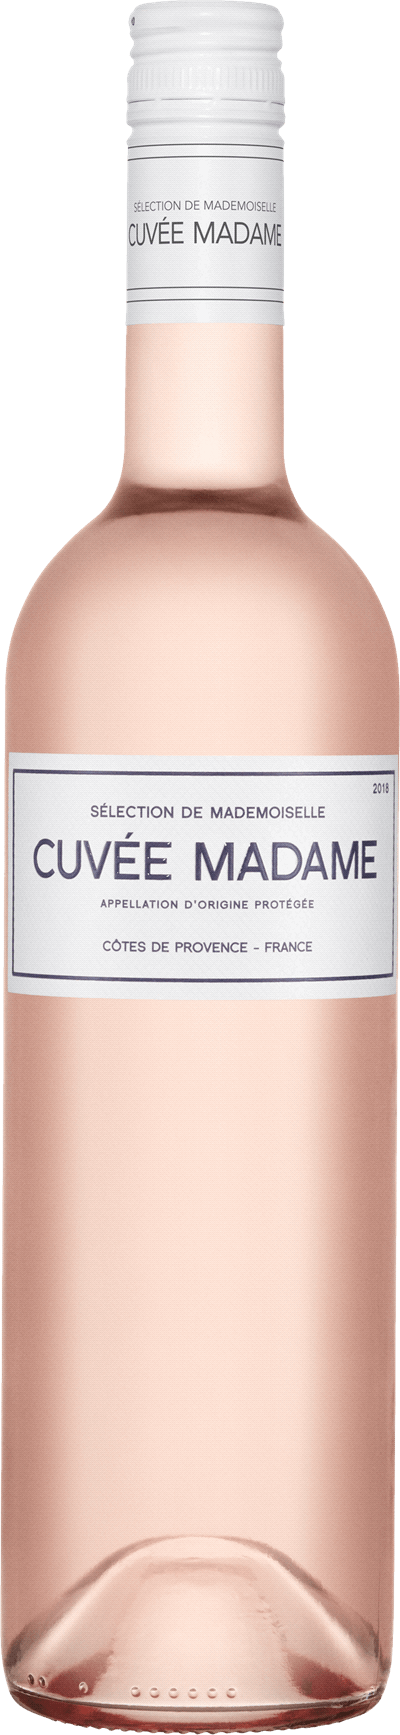 SÉLECTION DE MADEMOISELLE
CUVÉE MADAME
2018
SÉLECTION DE MADEMOISELLE
CUVÉE MADAME
APPELLATION D'ORIGINE PROTÉGÉE
CÔTES DE PROVENCE - FRANCE